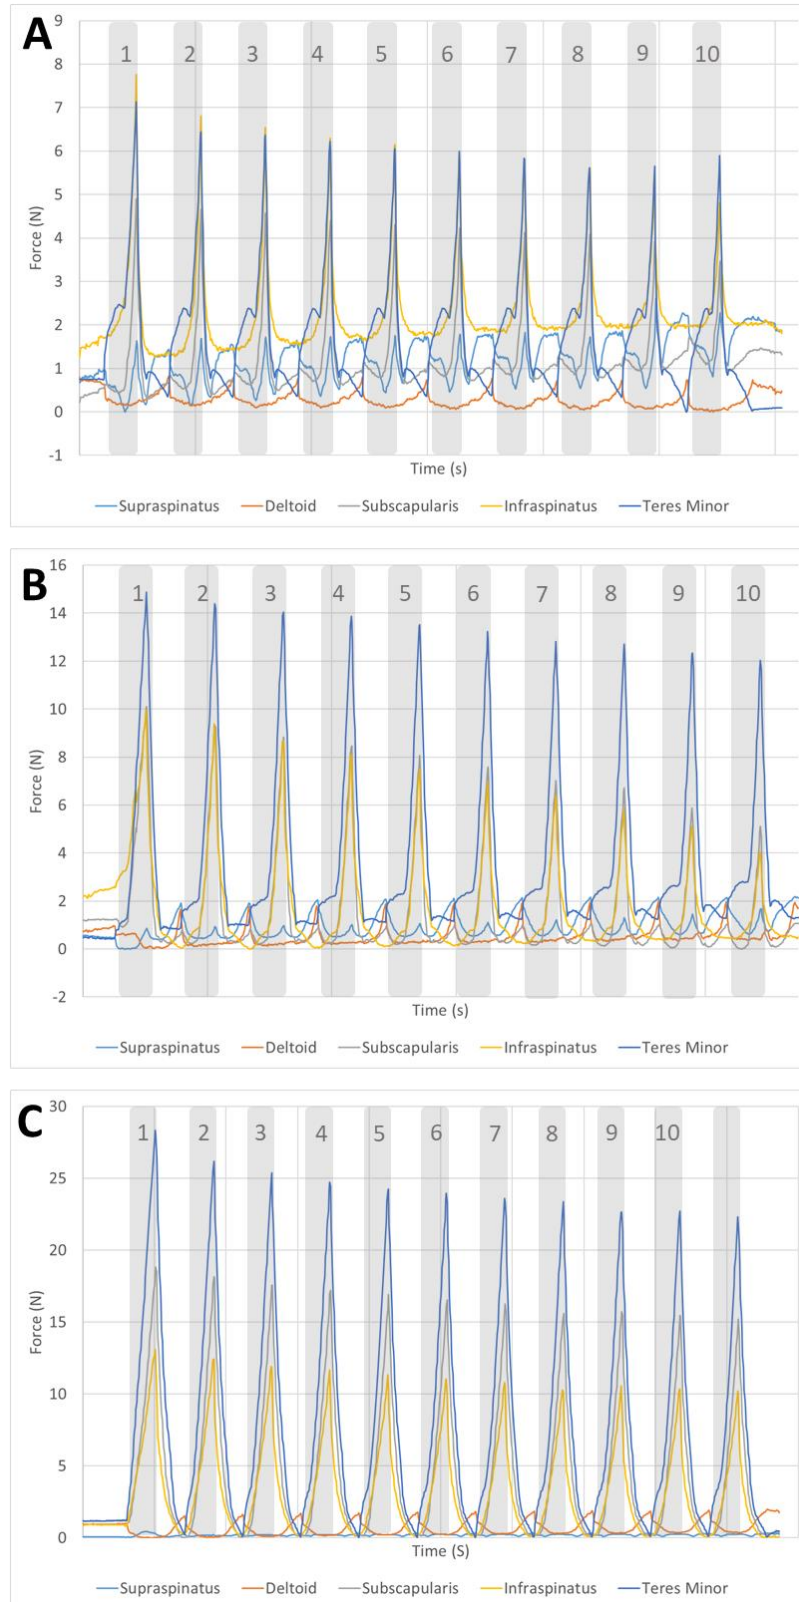 A
9
8
7
6
5
4
3
2
1
0
-1
Force (N)
1 2 3 4 5 6 7 8 9 10
Time (s)
Supraspinatus Deltoid Subscapularis Infraspinatus Teres Minor
B
16
14
12
10
8
6
4
2
0
-2
Force (N)
1 2 3 4 5 6 7 8 9 10
Time (s)
Supraspinatus Deltoid Subscapularis Infraspinatus Teres Minor
C
30
25
20
15
10
5
0
Force (N)
1 2 3 4 5 6 7 8 9 10
Time (S)
Supraspinatus Deltoid Subscapularis Infraspinatus Teres Minor